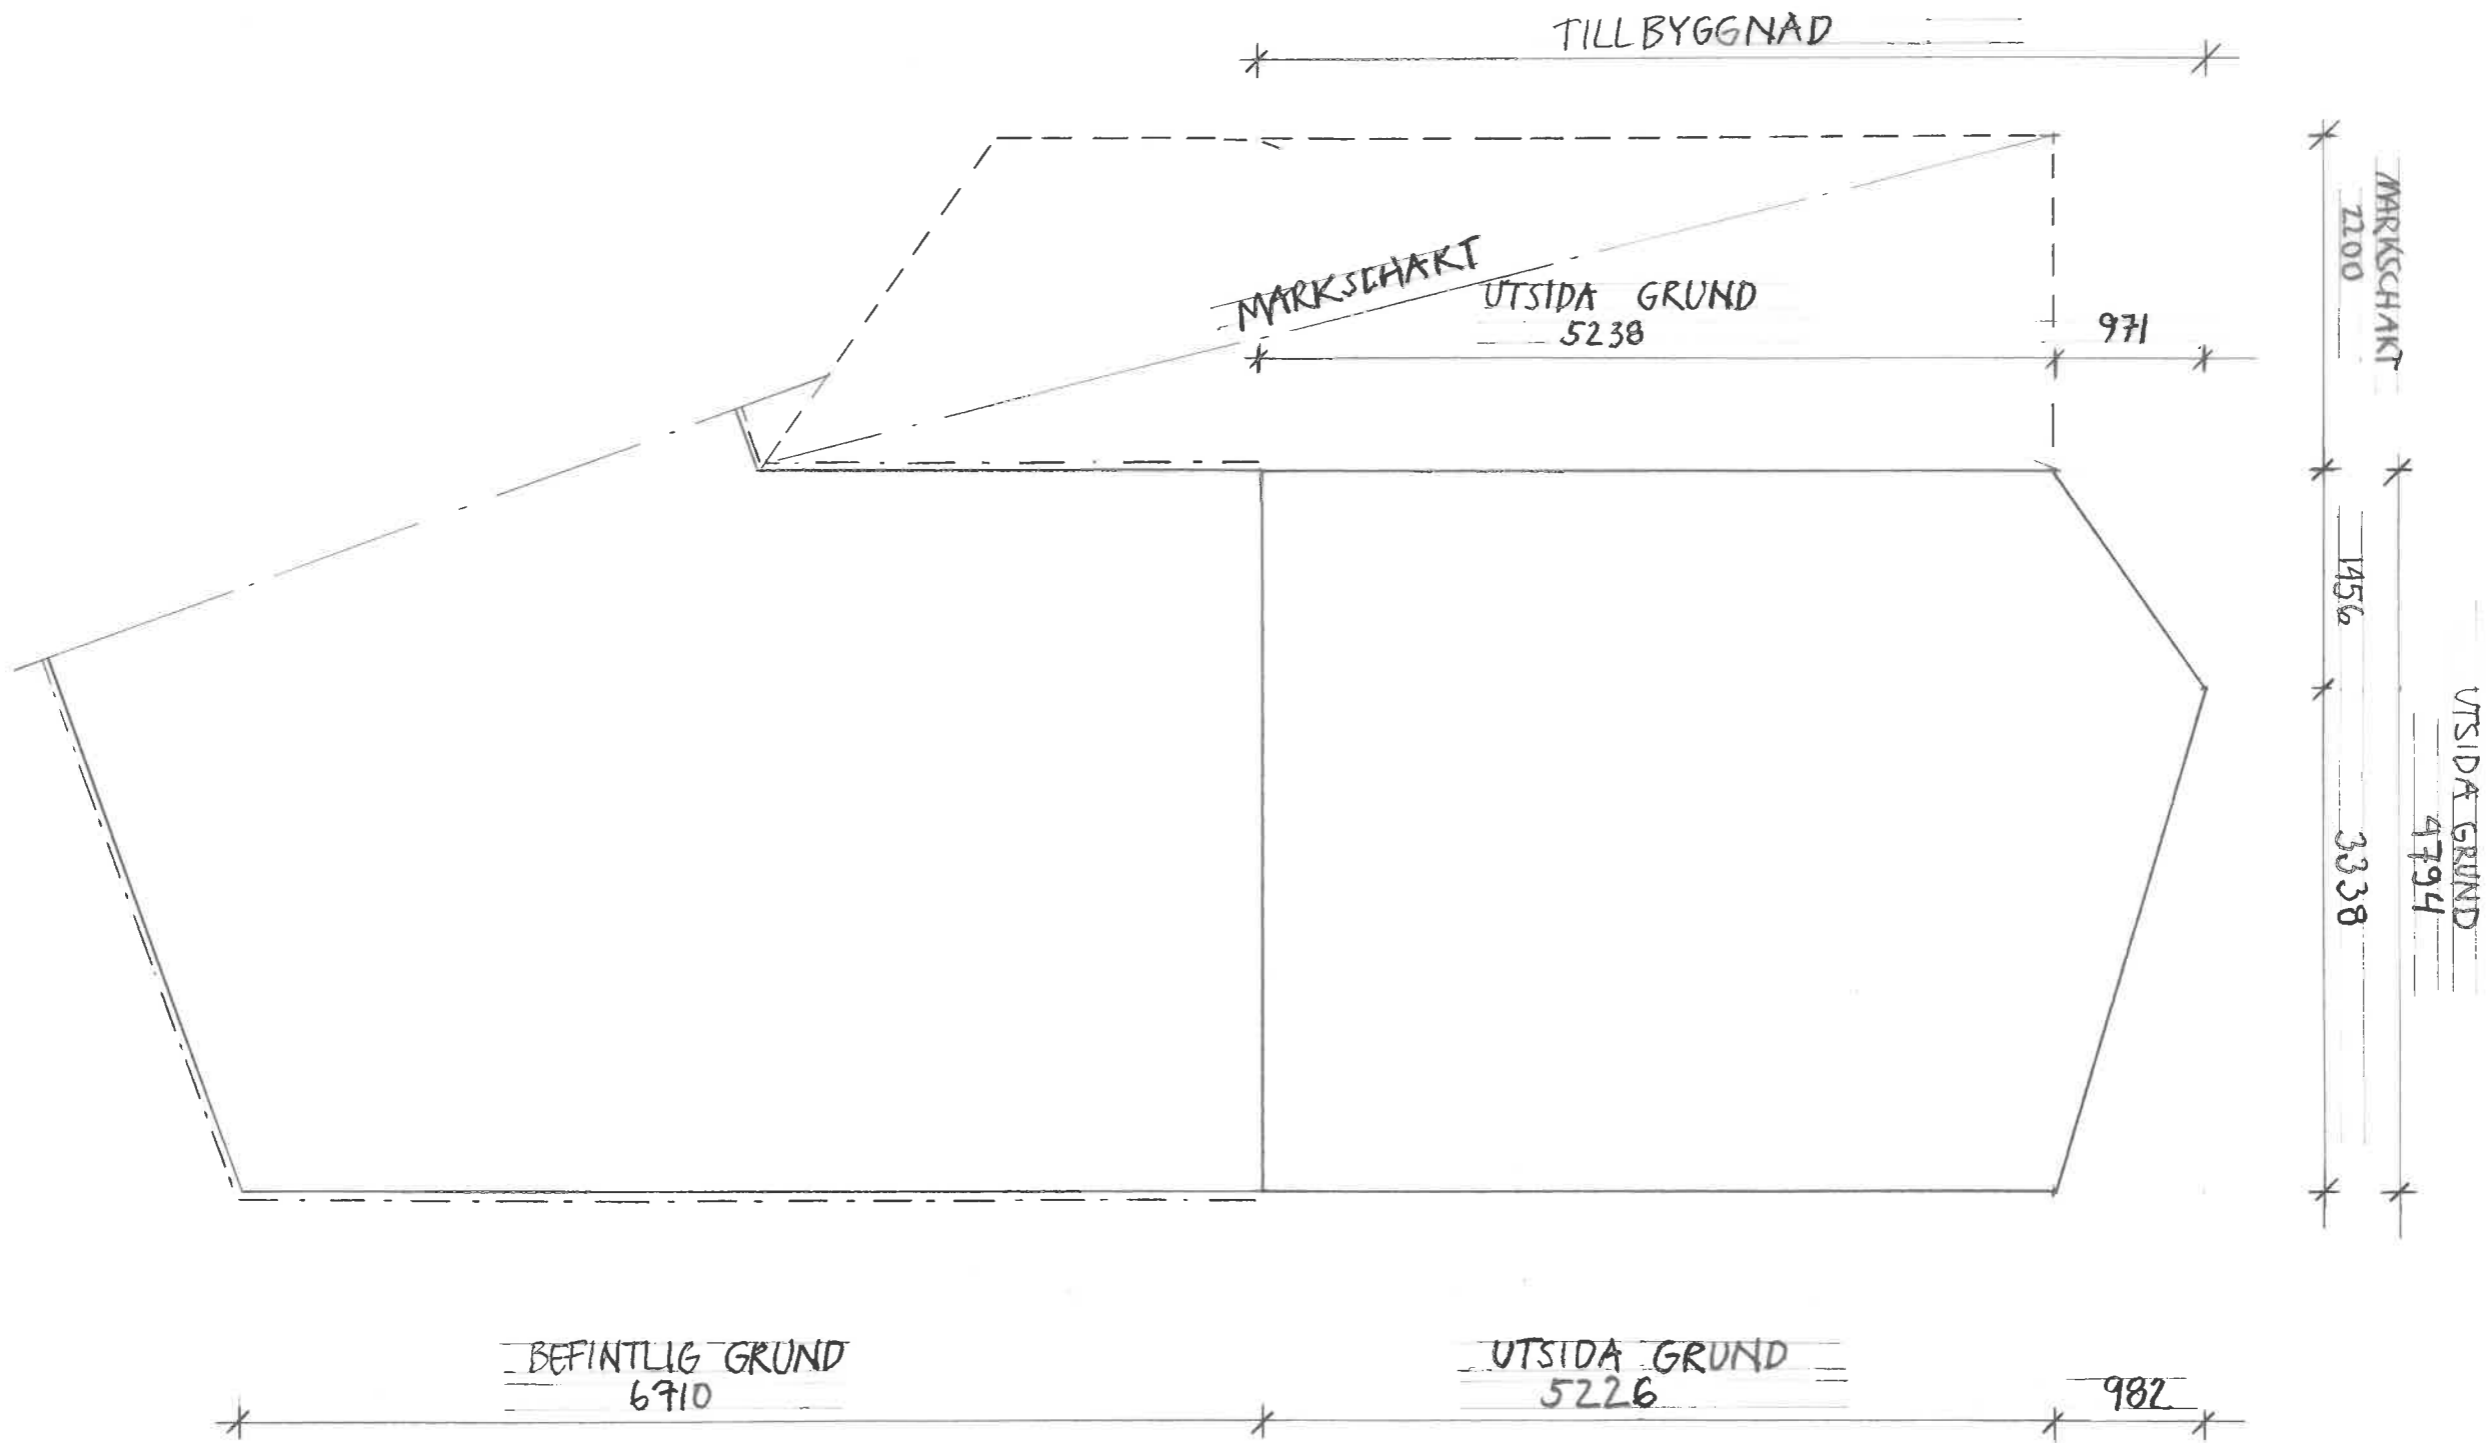 TILLBYGGNAD
MARKSCHAKT
2200
MARKSCHAKT
UTSIDA GRUND
5238
971
1456
3338
UTSIDA GRUND
4794
BEFINTLIG GRUND
6710
UTSIDA GRUND
5226
982